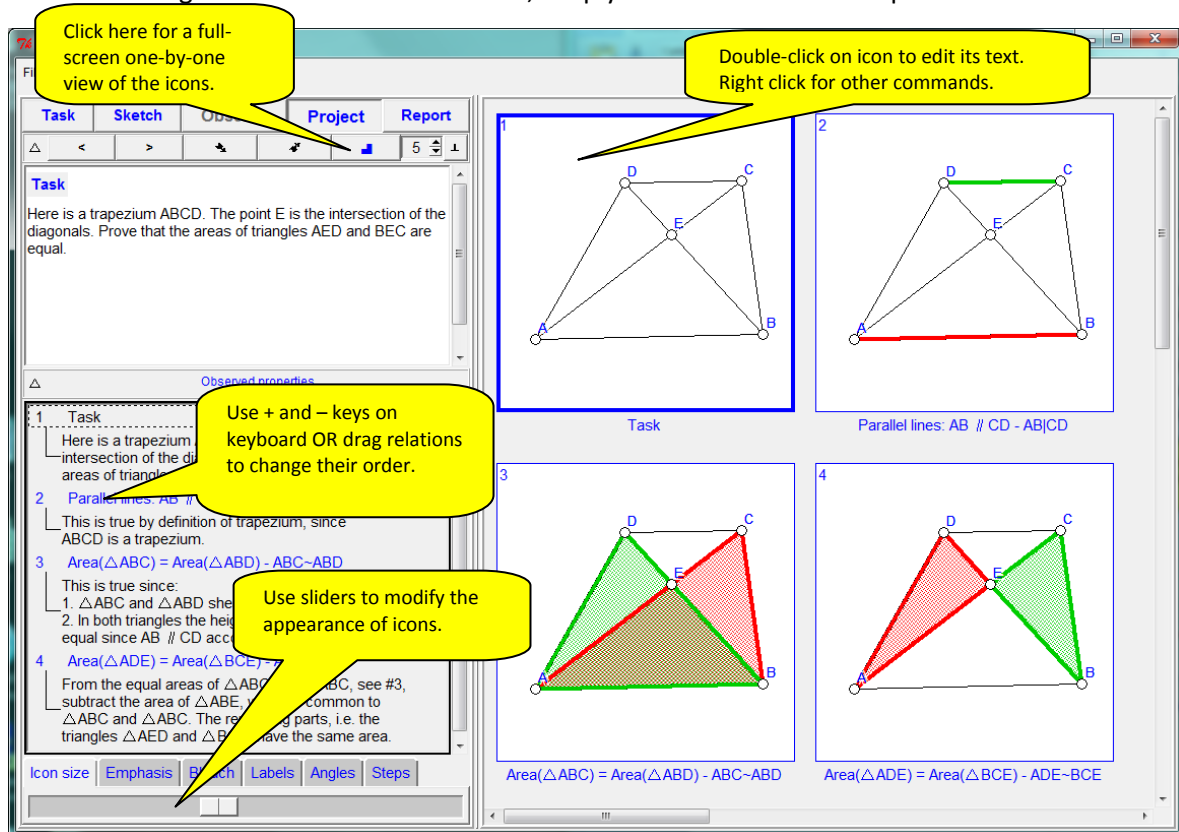 Click here for a full-
screen one-by-one
view of the icons.
Double-click on icon to edit its text.
Right click for other commands.
Task Sketch Project Report
< > 5
Task
Here is a trapezium ABCD. The point E is the intersection of the
diagonals. Prove that the areas of triangles AED and BEC are
equal.
Observed properties
1 Task
Here is a trapezium
intersection of the
areas of triangles
2 Parallel lines: AB //
This is true by definition of trapezium, since
ABCD is a trapezium.
3 Area(△ABC) = Area(△ABD) - ABC~ABD
This is true since:
1. △ABC and △ABD
2. In both triangles the
equal since AB // CD
4 Area(△ADE) = Area(△BCE)
From the equal areas of BC, see #3,
subtract the area of △ABE, common to
△ABC and △ABC. The parts, i.e. the
triangles △AED and have the same area.
Use + and – keys on
keyboard OR drag relations
to change their order.
Use sliders to modify the
appearance of icons.
Icon size Emphasis Labels Angles Steps
1
D C
E
A B
Task
2
D C
E
A B
Parallel lines: AB // CD - AB|CD
3
D C
E
A B
Area(△ABC) = Area(△ABD) - ABC~ABD
4
D C
E
A B
Area(△ADE) = Area(△BCE) - ADE~BCE